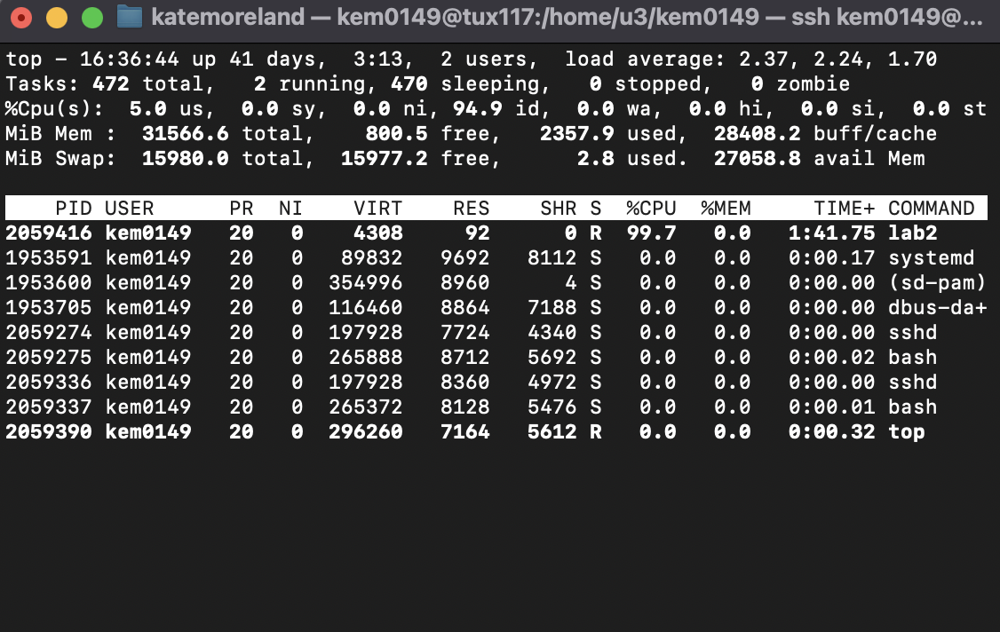 katemoreland — kem0149@tux117:/home/u3/kem0149 — ssh kem0149@...
top - 16:36:44 up 41 days,  3:13,  2 users,  load average: 2.37, 2.24, 1.70
Tasks: 472 total,   2 running, 470 sleeping,   0 stopped,   0 zombie
%Cpu(s):  5.0 us,  0.0 sy,  0.0 ni, 94.9 id,  0.0 wa,  0.0 hi,  0.0 si,  0.0 st
MiB Mem :  31566.6 total,    800.5 free,   2357.9 used,  28408.2 buff/cache
MiB Swap:  15980.0 total,  15977.2 free,      2.8 used.  27058.8 avail Mem
    PID USER      PR  NI    VIRT    RES    SHR S  %CPU  %MEM     TIME+ COMMAND
2059416 kem0149   20   0    4308     92      0 R  99.7   0.0   1:41.75 lab2
1953591 kem0149   20   0   89832   9692   8112 S   0.0   0.0   0:00.17 systemd
1953600 kem0149   20   0  354996   8960      4 S   0.0   0.0   0:00.00 (sd-pam)
1953705 kem0149   20   0  116460   8864   7188 S   0.0   0.0   0:00.00 dbus-da+
2059274 kem0149   20   0  197928   7724   4340 S   0.0   0.0   0:00.00 sshd
2059275 kem0149   20   0  265888   8712   5692 S   0.0   0.0   0:00.02 bash
2059336 kem0149   20   0  197928   8360   4972 S   0.0   0.0   0:00.00 sshd
2059337 kem0149   20   0  265372   8128   5476 S   0.0   0.0   0:00.01 bash
2059390 kem0149   20   0  296260   7164   5612 R   0.0   0.0   0:00.32 top